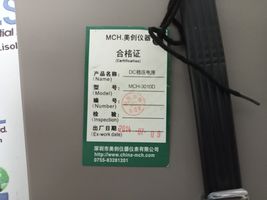 MCH.美创仪器
合格证
(Certification)
产品名称:
(Name)
DC稳压电源
型 号:
(Model)
MCH-3010D
编 号:
(Number)
检 验:
(Inspection)
出厂日期:
(Ex-work date)
深圳市美创仪器仪表有限公司
http://www.china-mch.com
0755-83281301